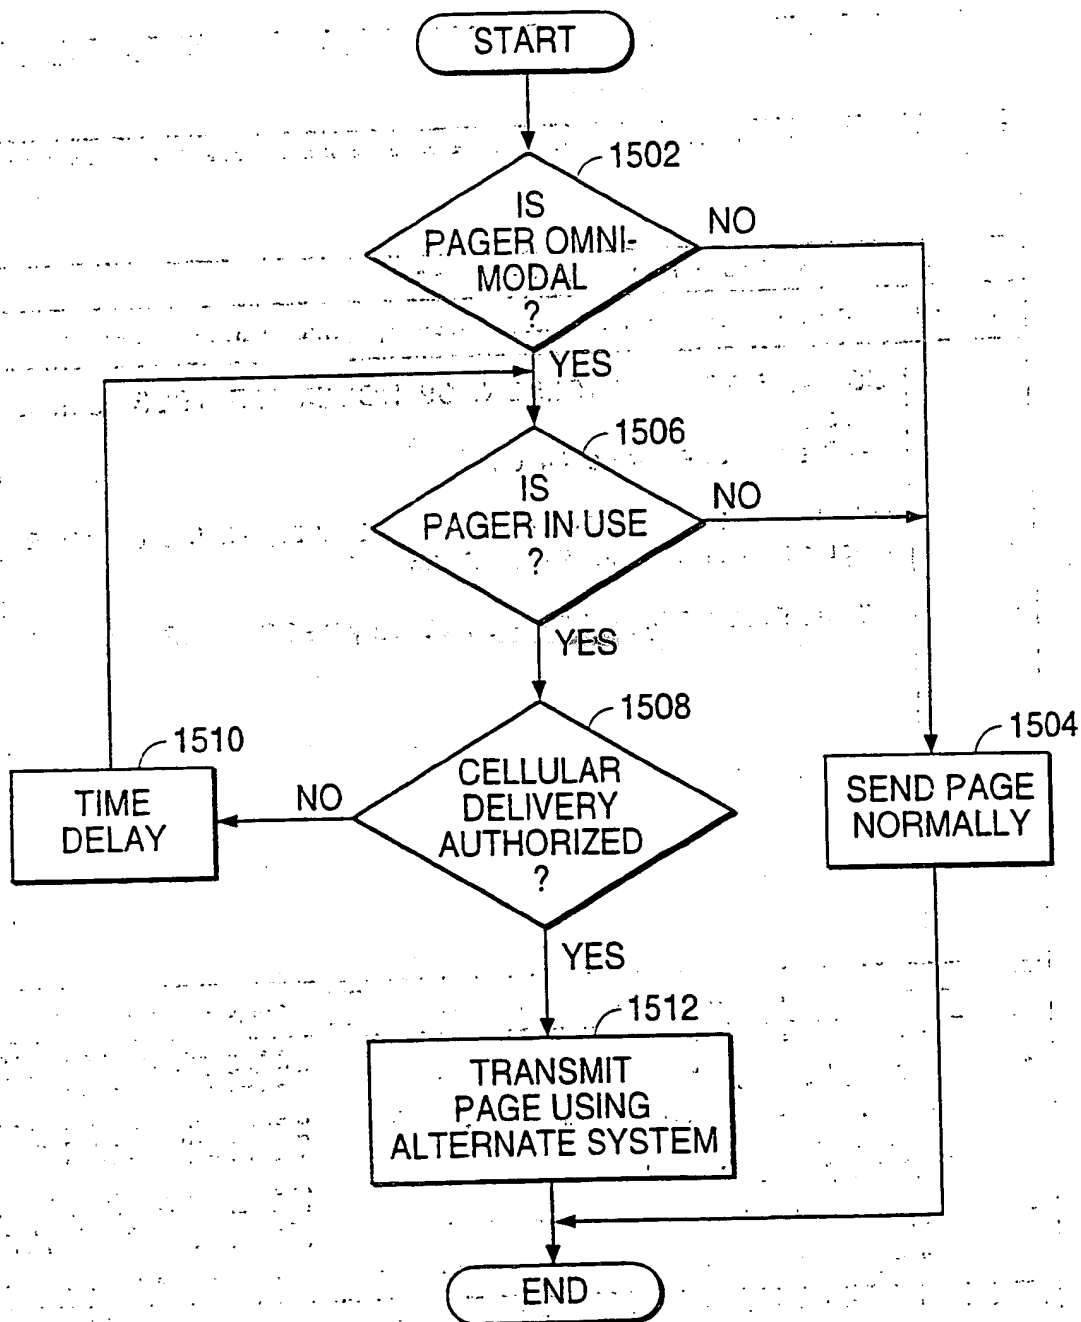 START
1502
IS
PAGER OMNI-
MODAL
?
NO
YES
1506
IS
PAGER IN USE
?
NO
YES
1508
CELLULAR
DELIVERY
AUTHORIZED
?
NO
1510
TIME
DELAY
1504
SEND PAGE
NORMALLY
YES
1512
TRANSMIT
PAGE USING
ALTERNATE SYSTEM
END